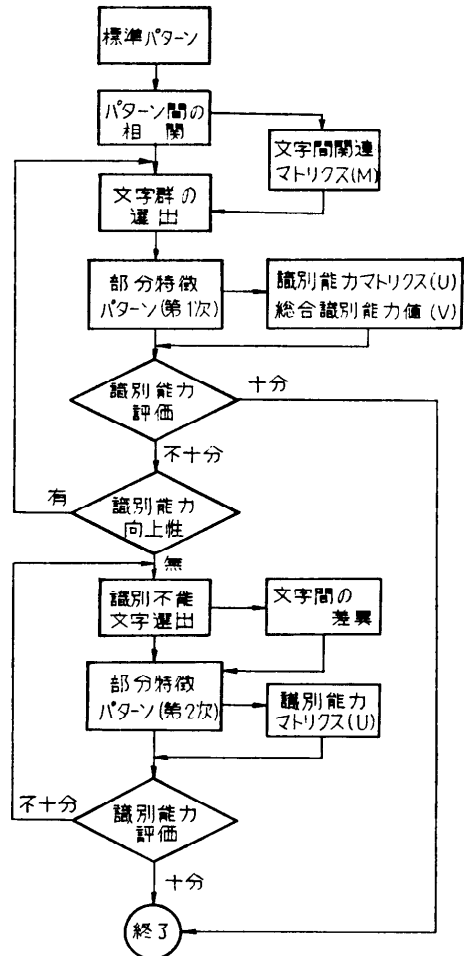 標準パターン
パターン間の
相関
文字間関連
マトリクス(M)
文字群の
選出
部分特徴
パターン(第1次)
識別能力マトリクス(U)
総合識別能力値(V)
識別能力
評価
十分
不十分
有
識別能力
向上性
無
識別不能
文字選出
文字間の
差異
部分特徴
パターン(第2次)
識別能力
マトリクス(U)
不十分
識別能力
評価
十分
終了